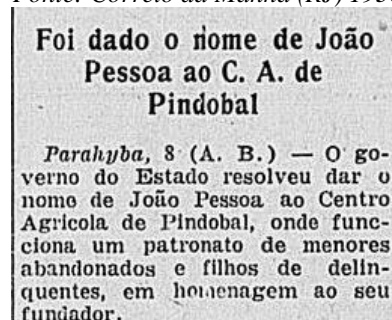 Fonte: Correio da Manhã (RJ) 193
Foi dado o nome de João
Pessoa ao C. A. de
Pindobal
Parahyba, 8 (A. B.) — O go-
verno do Estado resolveu dar o
nome de João Pessoa ao Centro
Agricola de Pindobal, onde func-
ciona um patronato de menores
abandonados e filhos de delin-
quentes, em homenagem ao seu
fundador.